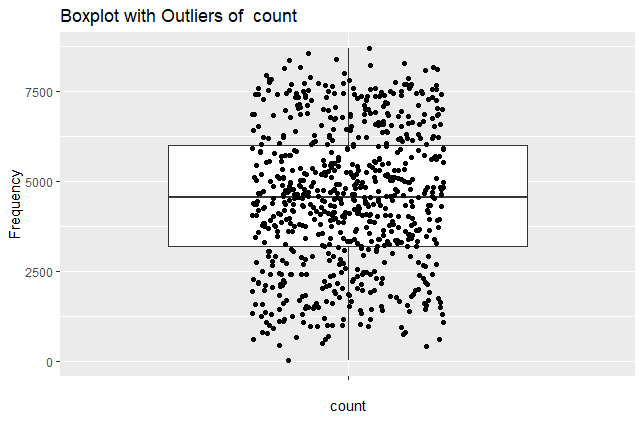 Boxplot with Outliers of  count
7500
5000
2500
0
Frequency
count